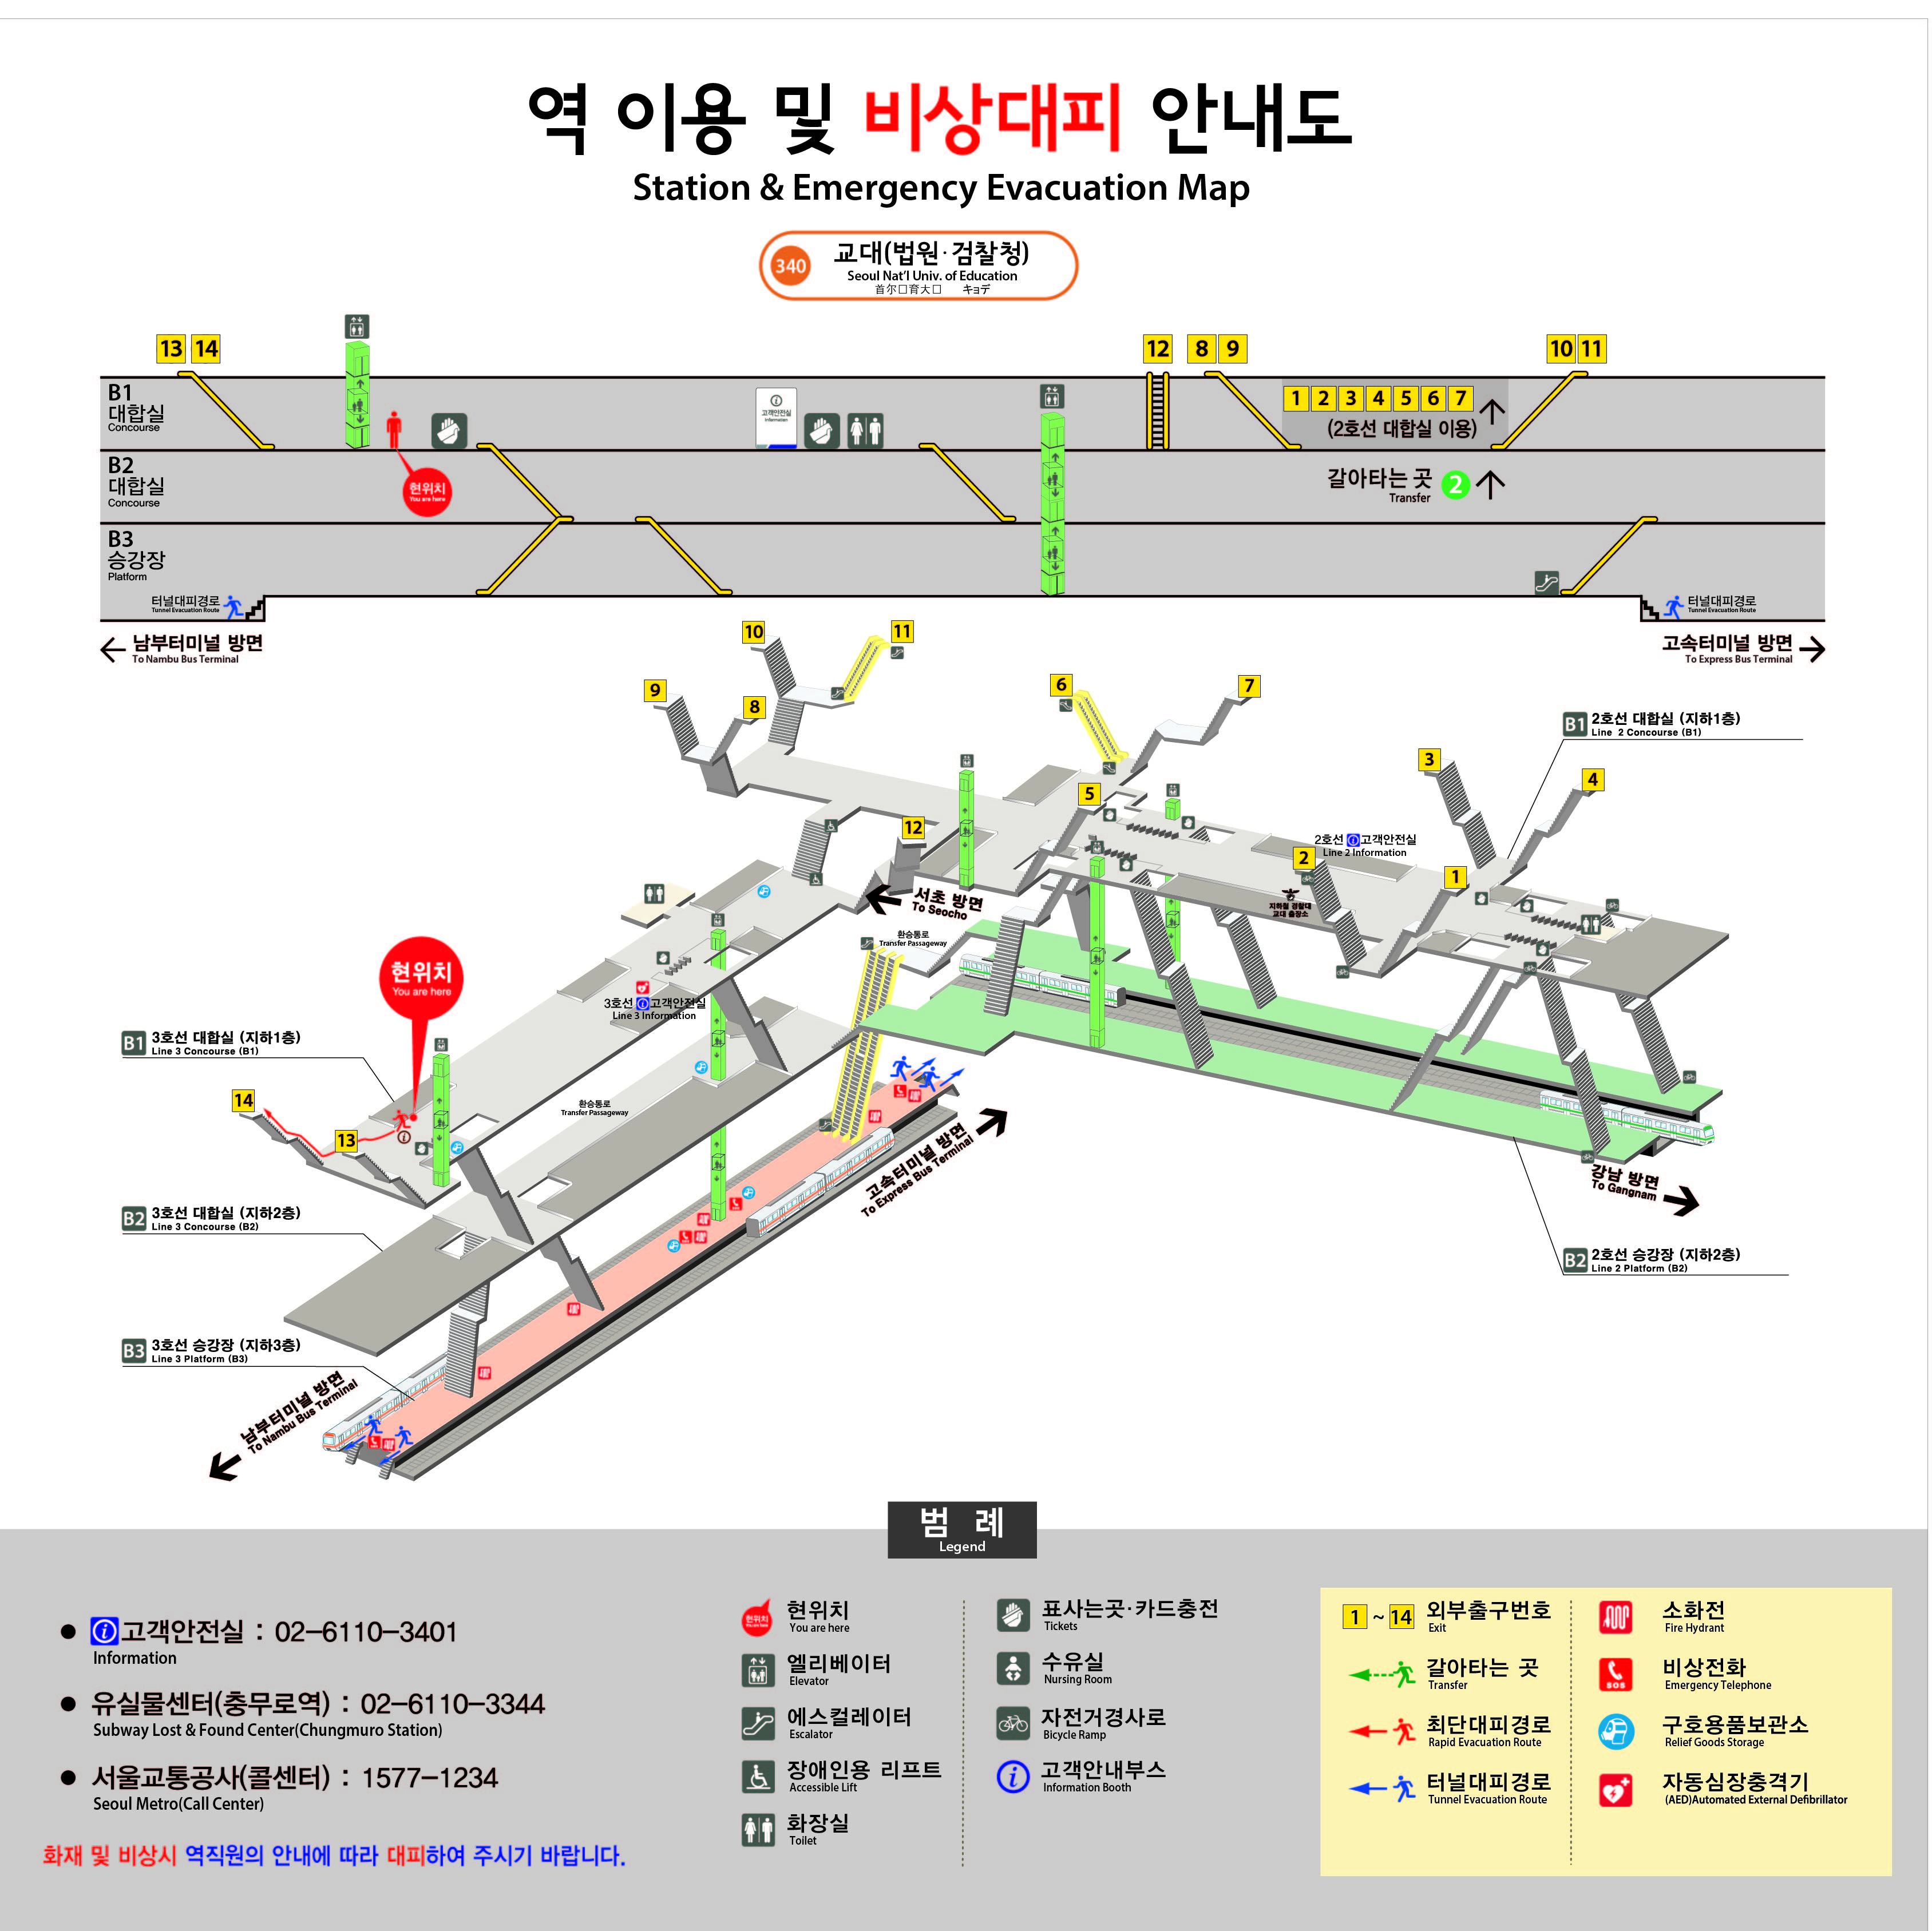 역 이용 및 비상대피 안내도
Station & Emergency Evacuation Map
340
교대(법원·검찰청)
Seoul Nat'l Univ. of Education
首尔□育大□ キョデ
13 14
12
8 9
10 11
B1
대합실
Concourse
고객안전실
Information
현위치
You are here
1 2 3 4 5 6 7
(2호선 대합실 이용)
B2
대합실
Concourse
갈아타는 곳 2
Transfer
B3
승강장
Platform
터널대피경로
Tunnel Evacuation Route
터널대피경로
Tunnel Evacuation Route
남부터미널 방면
To Nambu Bus Terminal
고속터미널 방면
To Express Bus Terminal
10
11
9
8
6
7
B1 2호선 대합실 (지하1층)
Line 2 Concourse (B1)
3
4
5
12
2호선 고객안전실
Line 2 Information
2
1
지하철 경찰대
교대 출장소
서초 방면
To Seocho
환승통로
Transfer Passageway
현위치
You are here
3호선 고객안전실
Line 3 Information
B1 3호선 대합실 (지하1층)
Line 3 Concourse (B1)
14
13
환승통로
Transfer Passageway
고속터미널 방면
To Express Bus Terminal
강남 방면
To Gangnam
B2 3호선 대합실 (지하2층)
Line 3 Concourse (B2)
B2 2호선 승강장 (지하2층)
Line 2 Platform (B2)
B3 3호선 승강장 (지하3층)
Line 3 Platform (B3)
남부터미널 방면
To Nambu Bus Terminal
범 례
Legend
● 고객안전실 : 02-6110-3401
Information
● 유실물센터(충무로역) : 02-6110-3344
Subway Lost & Found Center(Chungmuro Station)
● 서울교통공사(콜센터) : 1577-1234
Seoul Metro(Call Center)
화재 및 비상시 역직원의 안내에 따라 대피하여 주시기 바랍니다.
현위치
You are here
현위치
You are here
엘리베이터
Elevator
에스컬레이터
Escalator
장애인용 리프트
Accessible Lift
화장실
Toilet
표사는곳·카드충전
Tickets
수유실
Nursing Room
자전거경사로
Bicycle Ramp
고객안내부스
Information Booth
1 ~ 14 외부출구번호
Exit
갈아타는 곳
Transfer
최단대피경로
Rapid Evacuation Route
터널대피경로
Tunnel Evacuation Route
소화전
Fire Hydrant
SOS
비상전화
Emergency Telephone
구호용품보관소
Relief Goods Storage
자동심장충격기
(AED)Automated External Defibrillator